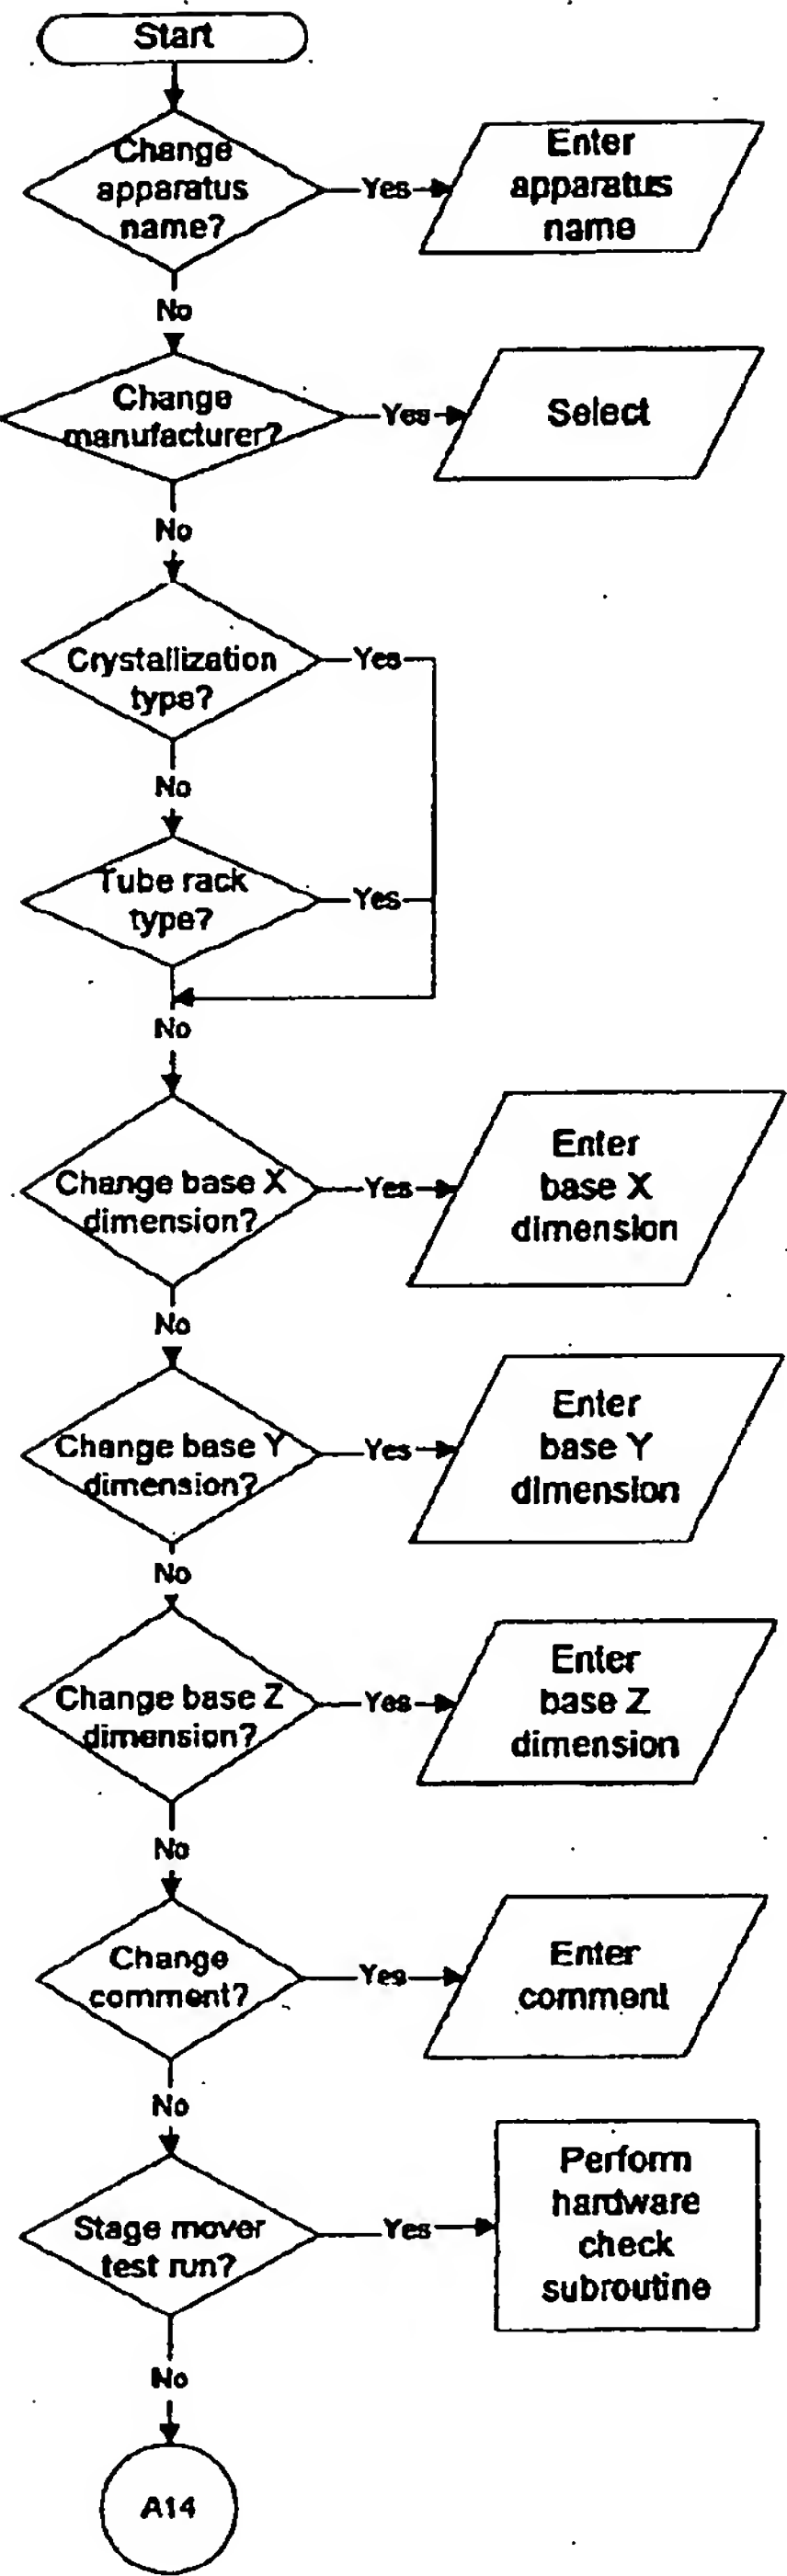 Start
Change
apparatus
name?
Yes
Enter
apparatus
name
No
Change
manufacturer?
Yes
Select
No
Crystallization
type?
Yes
No
Tube rack
type?
Yes
No
Change base X
dimension?
Yes
Enter
base X
dimension
No
Change base Y
dimension?
Yes
Enter
base Y
dimension
No
Change base Z
dimension?
Yes
Enter
base Z
dimension
No
Change
comment?
Yes
Enter
comment
No
Stage mover
test run?
Yes
Perform
hardware
check
subroutine
No
A14